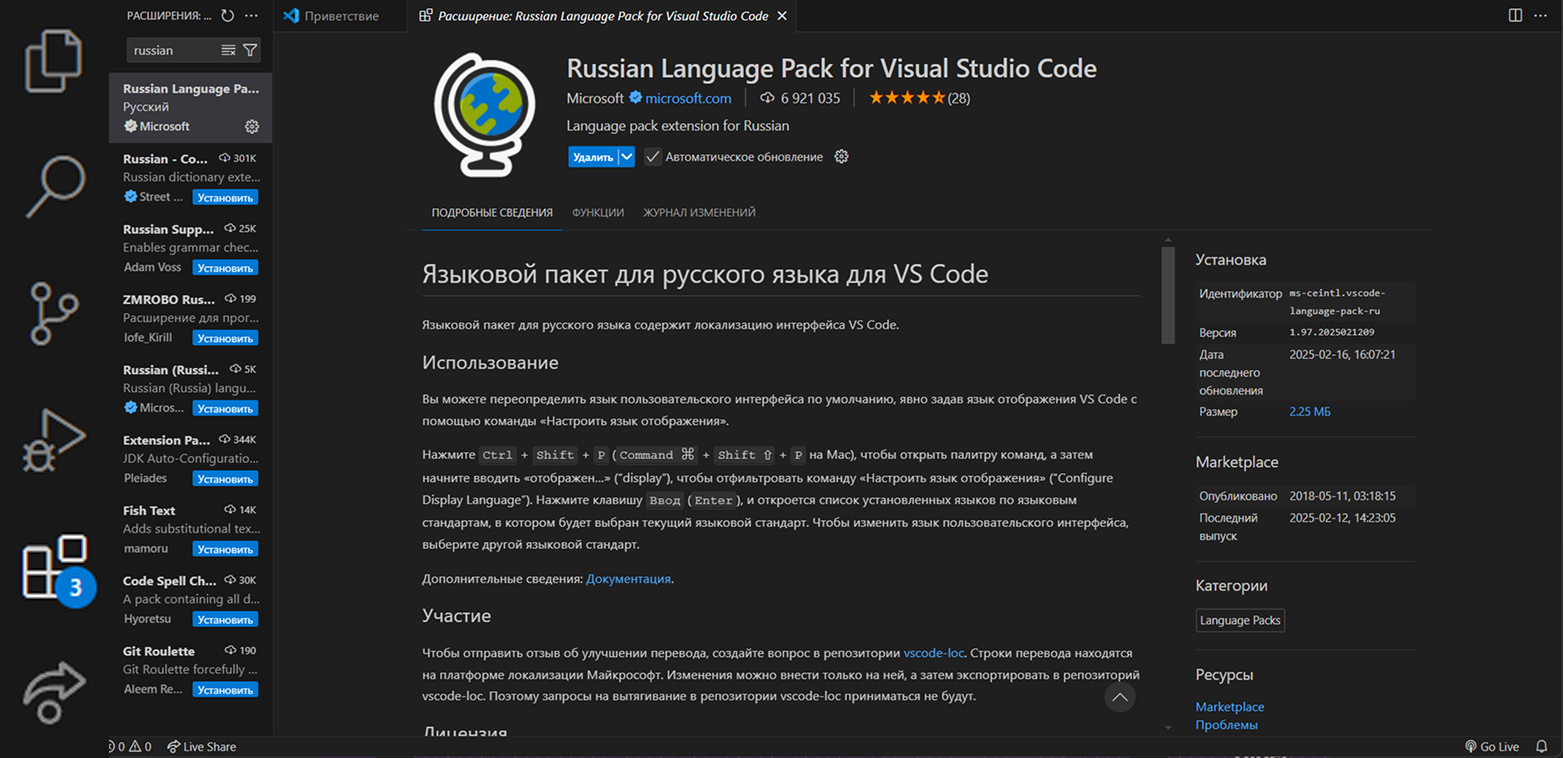 РАСШИРЕНИЯ: ...
russian
Russian Language Pa...
Русский
Microsoft
Russian - Co... 301K
Russian dictionary exte...
Street ... Установить
Russian Supp... 25K
Enables grammar chec...
Adam Voss Установить
ZMROBO Rus... 199
Расширение для прог...
Iofe_Kirill Установить
Russian (Russi... 5K
Russian (Russia) langu...
Micros... Установить
Extension Pa... 344K
JDK Auto-Configuratio...
Pleiades Установить
Fish Text 14K
Adds substitutional tex...
mamoru Установить
Code Spell Ch... 30K
A pack containing all d...
Hyoretsu Установить
Git Roulette 190
Git Roulette forcefully ...
Aleem Re... Установить
3
Приветствие
Расширение: Russian Language Pack for Visual Studio Code
Russian Language Pack for Visual Studio Code
Microsoft microsoft.com 6 921 035 (28)
Language pack extension for Russian
Удалить Автоматическое обновление
ПОДРОБНЫЕ СВЕДЕНИЯ ФУНКЦИИ ЖУРНАЛ ИЗМЕНЕНИЙ
Языковой пакет для русского языка для VS Code
Языковой пакет для русского языка содержит локализацию интерфейса VS Code.
Использование
Вы можете переопределить язык пользовательского интерфейса по умолчанию, явно задав язык отображения VS Code с
помощью команды «Настроить язык отображения».
Нажмите Ctrl + Shift + P (Command ⌘ + Shift ⇧ + P на Mac), чтобы открыть палитру команд, а затем
начните вводить «отображен...» ("display"), чтобы отфильтровать команду «Настроить язык отображения» ("Configure
Display Language"). Нажмите клавишу Ввод (Enter), и откроется список установленных языков по языковым
стандартам, в котором будет выбран текущий языковой стандарт. Чтобы изменить язык пользовательского интерфейса,
выберите другой языковой стандарт.
Дополнительные сведения: Документация.
Участие
Чтобы отправить отзыв об улучшении перевода, создайте вопрос в репозитории vscode-loc. Строки перевода находятся
на платформе локализации Майкрософт. Изменения можно внести только на ней, а затем экспортировать в репозиторий
vscode-loc. Поэтому запросы на вытягивание в репозитории vscode-loc приниматься не будут.
Лицензия
Установка
Идентификатор ms-ceintl.vscode-
language-pack-ru
Версия 1.97.2025021209
Дата 2025-02-16, 16:07:21
последнего
обновления
Размер 2.25 МБ
Marketplace
Опубликовано 2018-05-11, 03:18:15
Последний 2025-02-12, 14:23:05
выпуск
Категории
Language Packs
Ресурсы
Marketplace
Проблемы
0 0 Live Share
Go Live